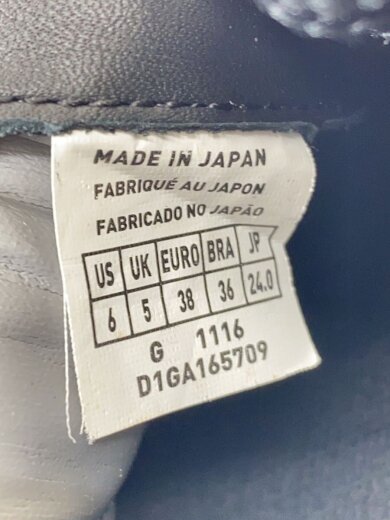 MADE IN JAPAN
FABRIQUÉ AU JAPON
FABRICADO NO JAPÃO
US UK EURO BRA JP
6 5 38 36 24.0
G 1116
D1GA165709